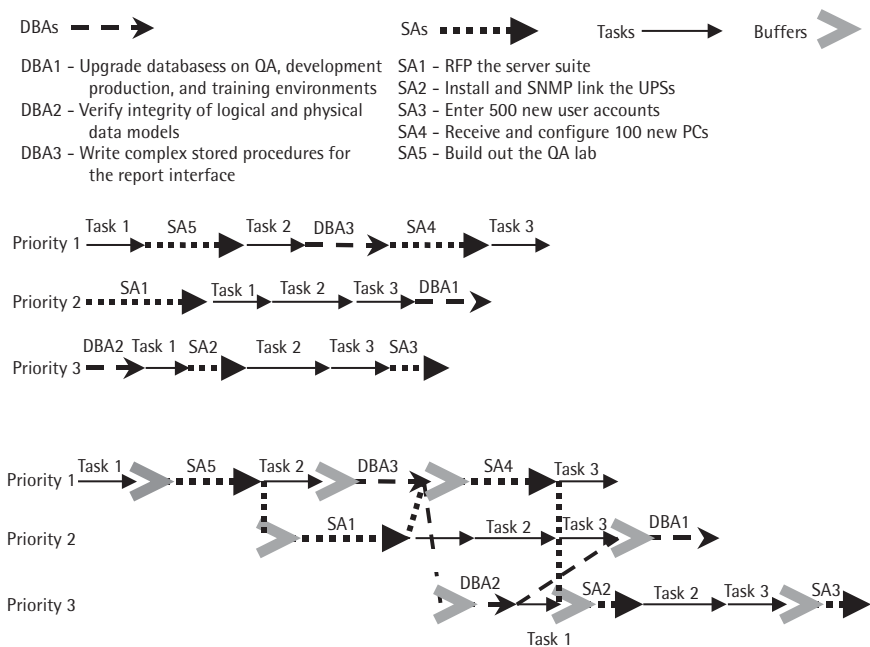 DBAs SAs Tasks Buffers
DBA1 - Upgrade databasess on QA, development
production, and training environments
DBA2 - Verify integrity of logical and physical
data models
DBA3 - Write complex stored procedures for
the report interface
SA1 - RFP the server suite
SA2 - Install and SNMP link the UPSs
SA3 - Enter 500 new user accounts
SA4 - Receive and configure 100 new PCs
SA5 - Build out the QA lab
Priority 1 Task 1 SA5 Task 2 DBA3 SA4 Task 3
Priority 2 SA1 Task 1 Task 2 Task 3 DBA1
Priority 3 DBA2 Task 1 SA2 Task 2 Task 3 SA3
Priority 1 Task 1 SA5 Task 2 DBA3 SA4 Task 3
Priority 2 SA1 Task 2 Task 3 DBA1
Priority 3 DBA2 SA2 Task 2 Task 3 SA3
Task 1